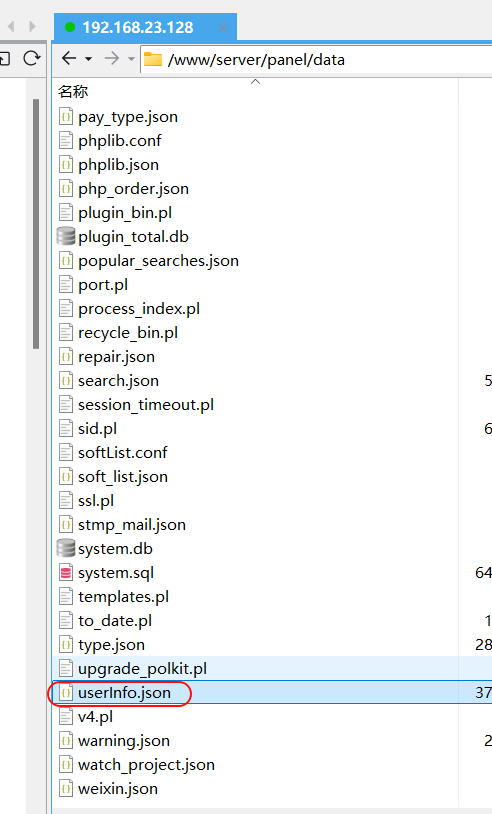 192.168.23.128
/www/server/panel/data
名称
pay_type.json
phplib.conf
phplib.json
php_order.json
plugin_bin.pl
plugin_total.db
popular_searches.json
port.pl
process_index.pl
recycle_bin.pl
repair.json
search.json 5
session_timeout.pl
sid.pl 6
softList.conf
soft_list.json
ssl.pl
stmp_mail.json
system.db
system.sql 64
templates.pl
to_date.pl 1
type.json 28
upgrade_polkit.pl
userInfo.json 37
v4.pl
warning.json 2
watch_project.json
weixin.json